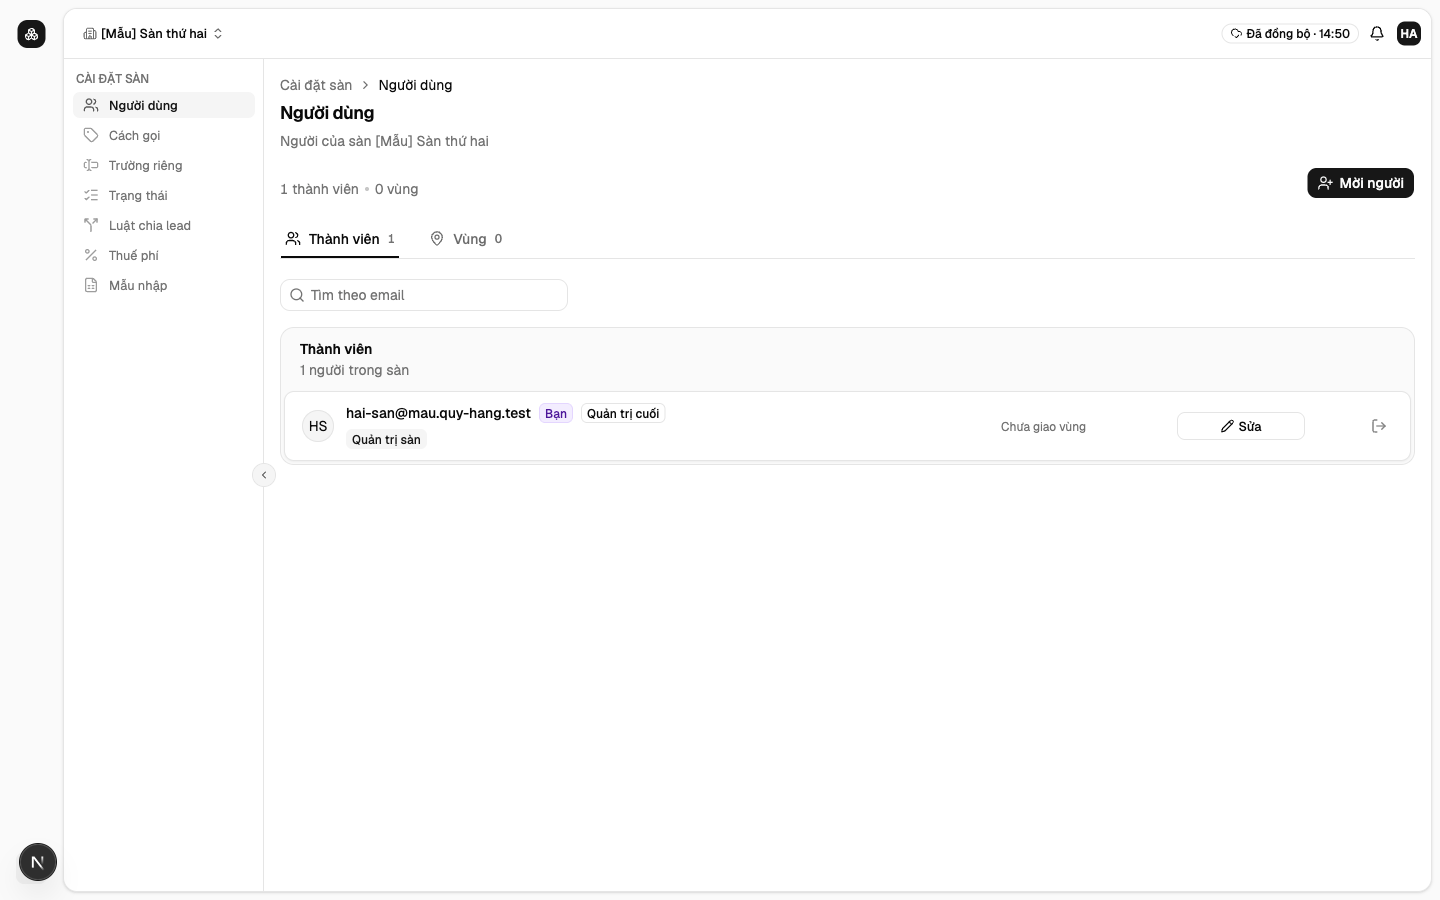 [Mẫu] Sàn thứ hai
Đã đồng bộ · 14:50
HA
CÀI ĐẶT SÀN
Người dùng
Cách gọi
Trường riêng
Trạng thái
Luật chia lead
Thuế phí
Mẫu nhập
Cài đặt sàn > Người dùng
Người dùng
Người của sàn [Mẫu] Sàn thứ hai
1 thành viên • 0 vùng
Mời người
Thành viên 1
Vùng 0
Tìm theo email
Thành viên
1 người trong sàn
HS
hai-san@mau.quy-hang.test Bạn Quản trị cuối
Quản trị sàn
Chưa giao vùng
Sửa
N